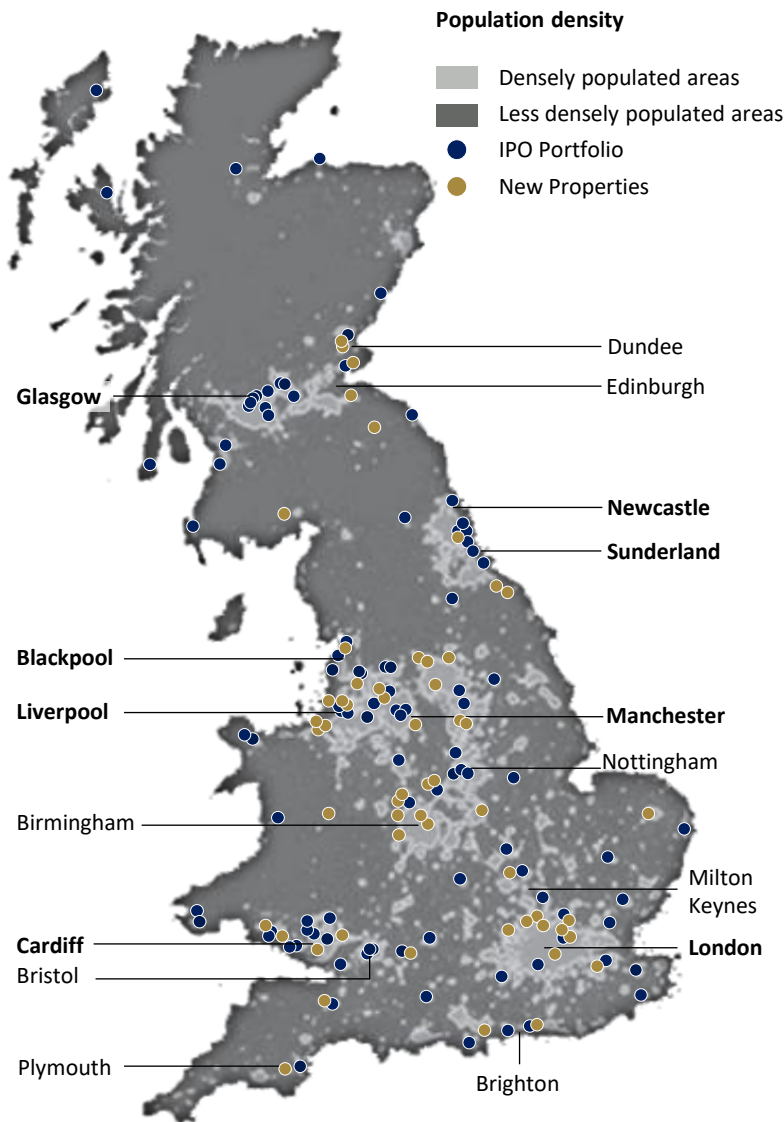 Population density
Densely populated areas
Less densely populated areas
IPO Portfolio
New Properties
Dundee
Edinburgh
Glasgow
Newcastle
Sunderland
Blackpool
Liverpool
Manchester
Nottingham
Birmingham
Milton
Keynes
Cardiff
London
Bristol
Plymouth
Brighton